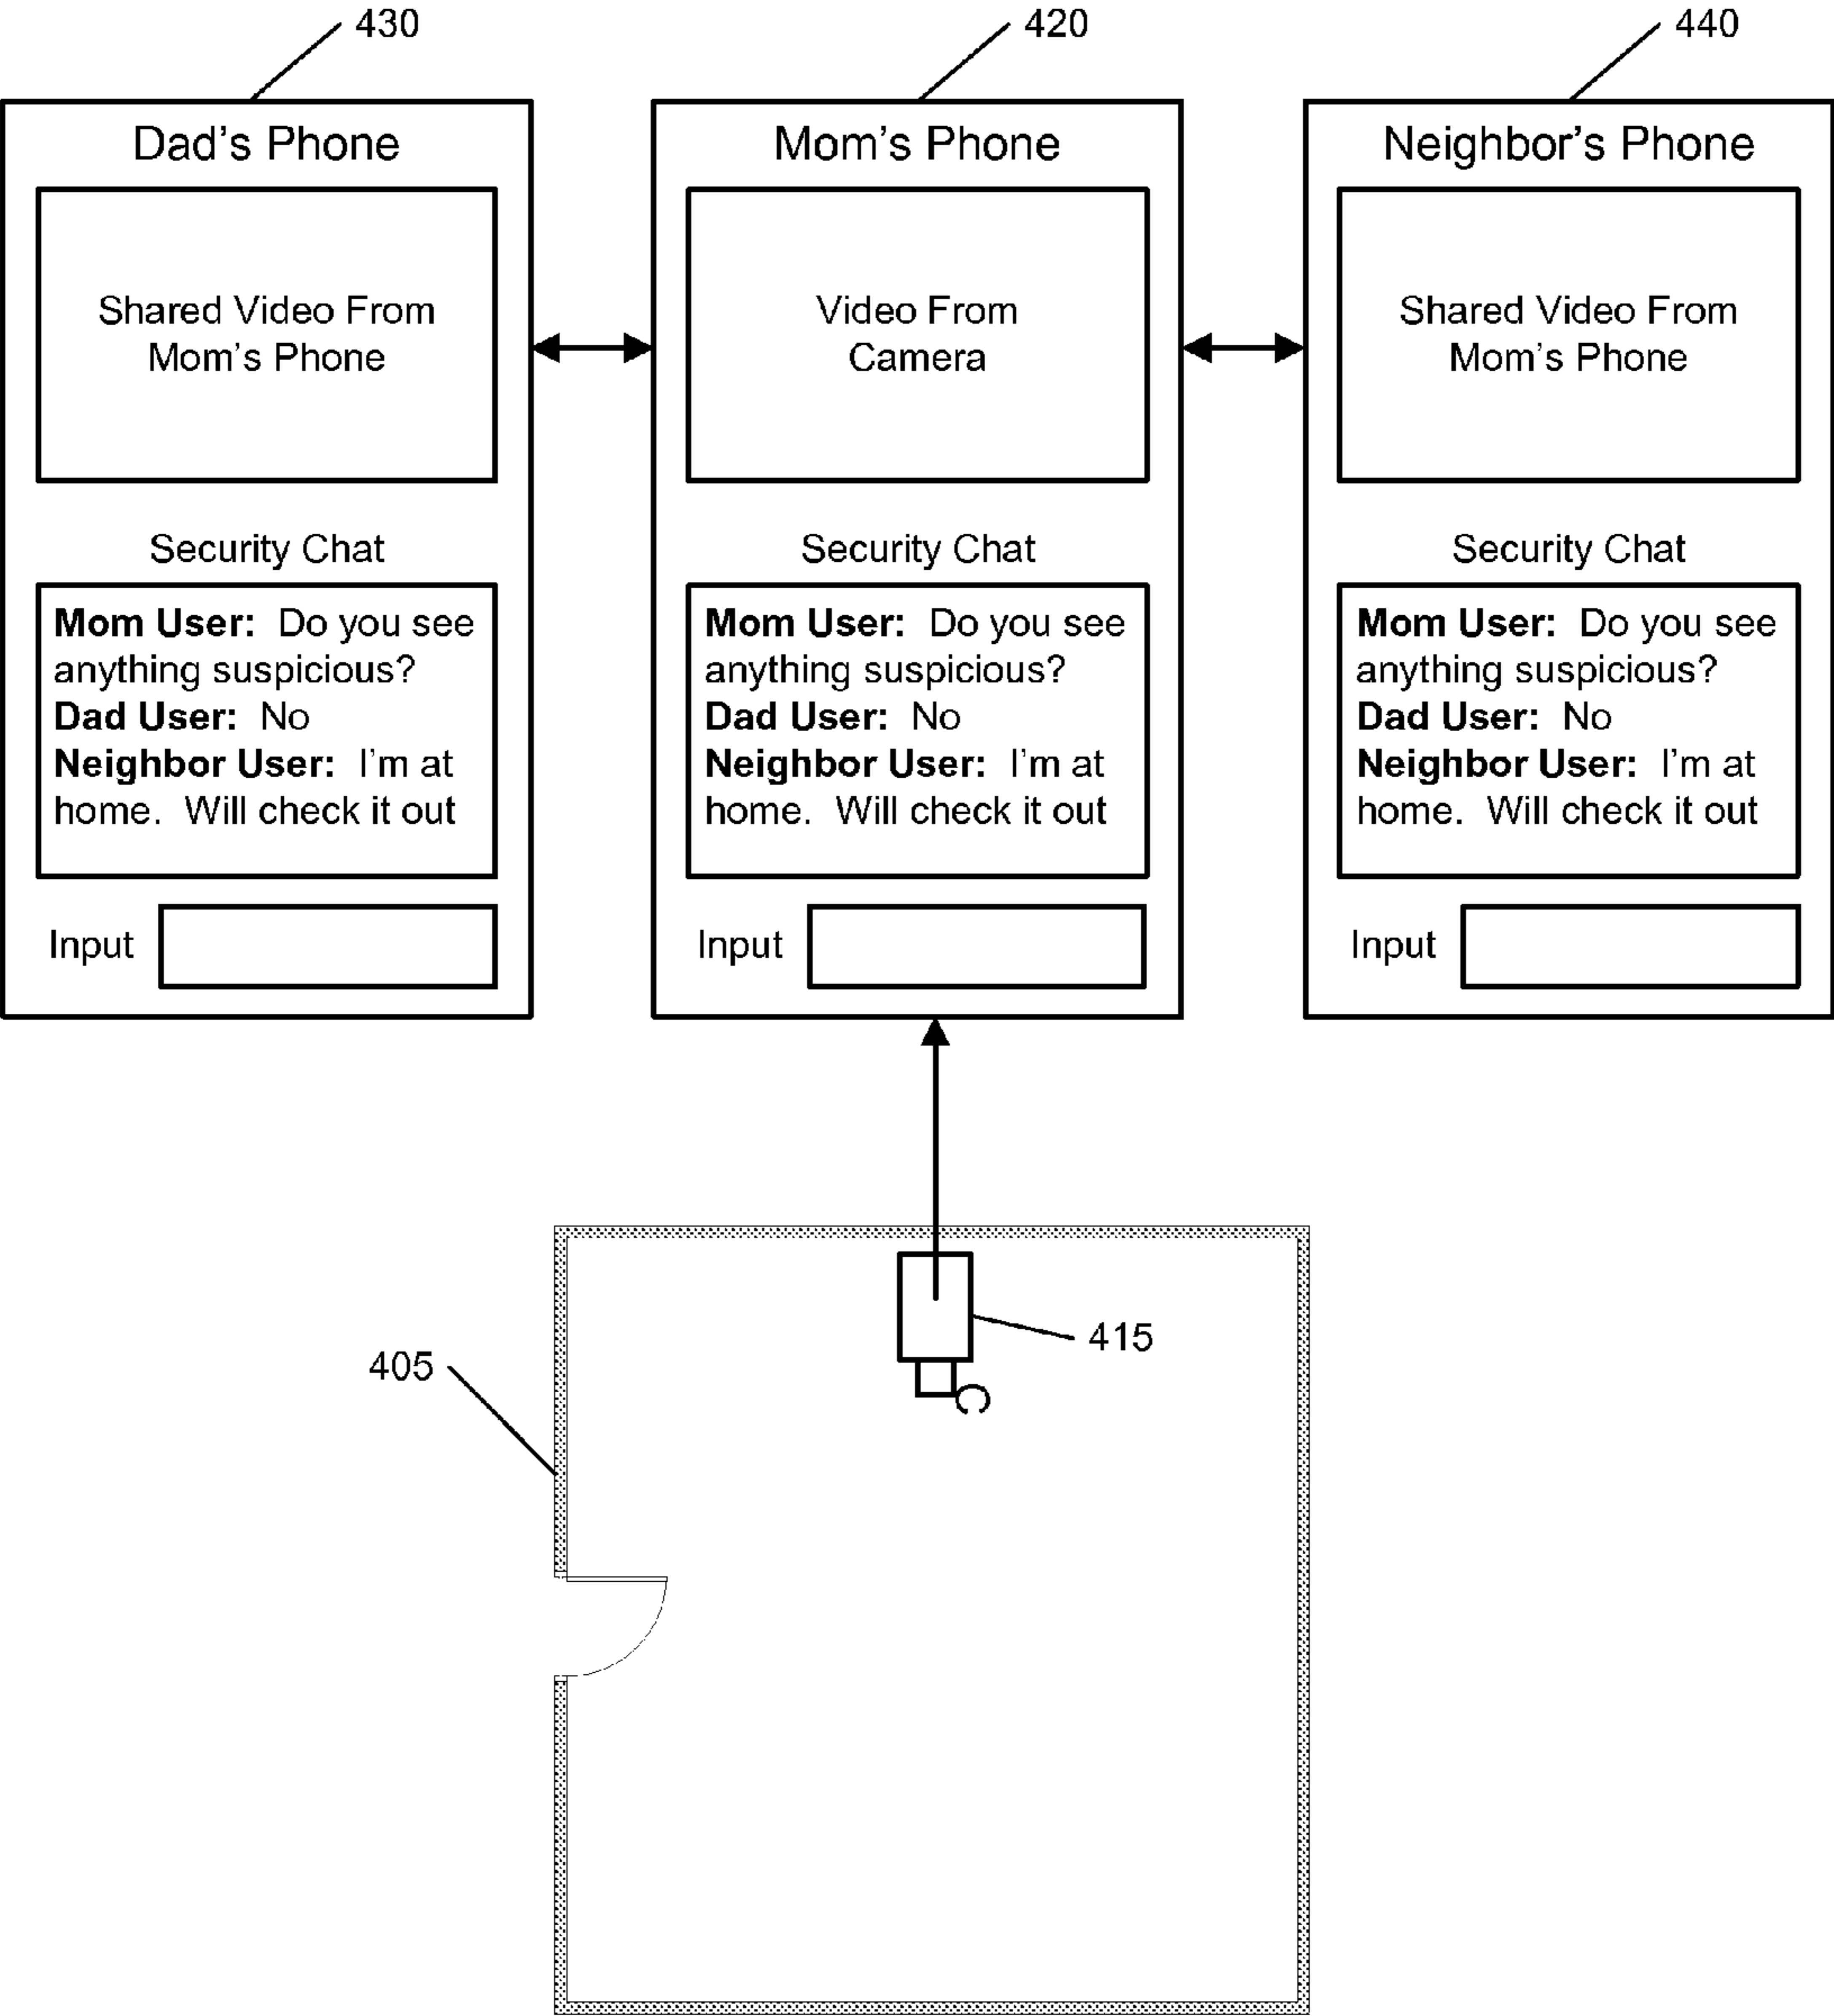 430
420
440
Dad's Phone
Shared Video From
Mom's Phone
Security Chat
Mom User: Do you see
anything suspicious?
Dad User: No
Neighbor User: I'm at
home. Will check it out
Input
Mom's Phone
Video From
Camera
Security Chat
Mom User: Do you see
anything suspicious?
Dad User: No
Neighbor User: I'm at
home. Will check it out
Input
Neighbor's Phone
Shared Video From
Mom's Phone
Security Chat
Mom User: Do you see
anything suspicious?
Dad User: No
Neighbor User: I'm at
home. Will check it out
Input
415
405